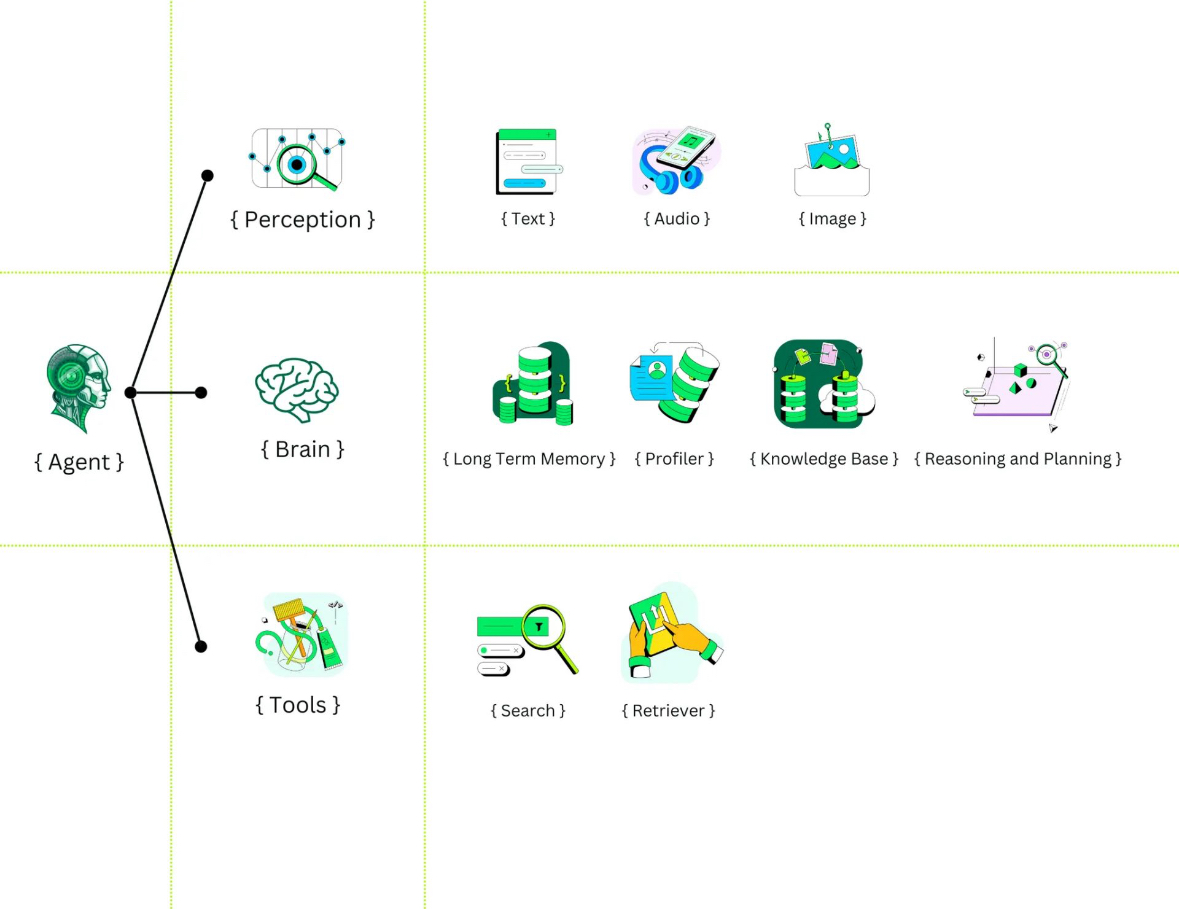 { Perception }
{ Text }
{ Audio }
{ Image }
{ Agent }
{ Brain }
{ Long Term Memory }
{ Profiler }
{ Knowledge Base }
{ Reasoning and Planning }
{ Tools }
{ Search }
{ Retriever }